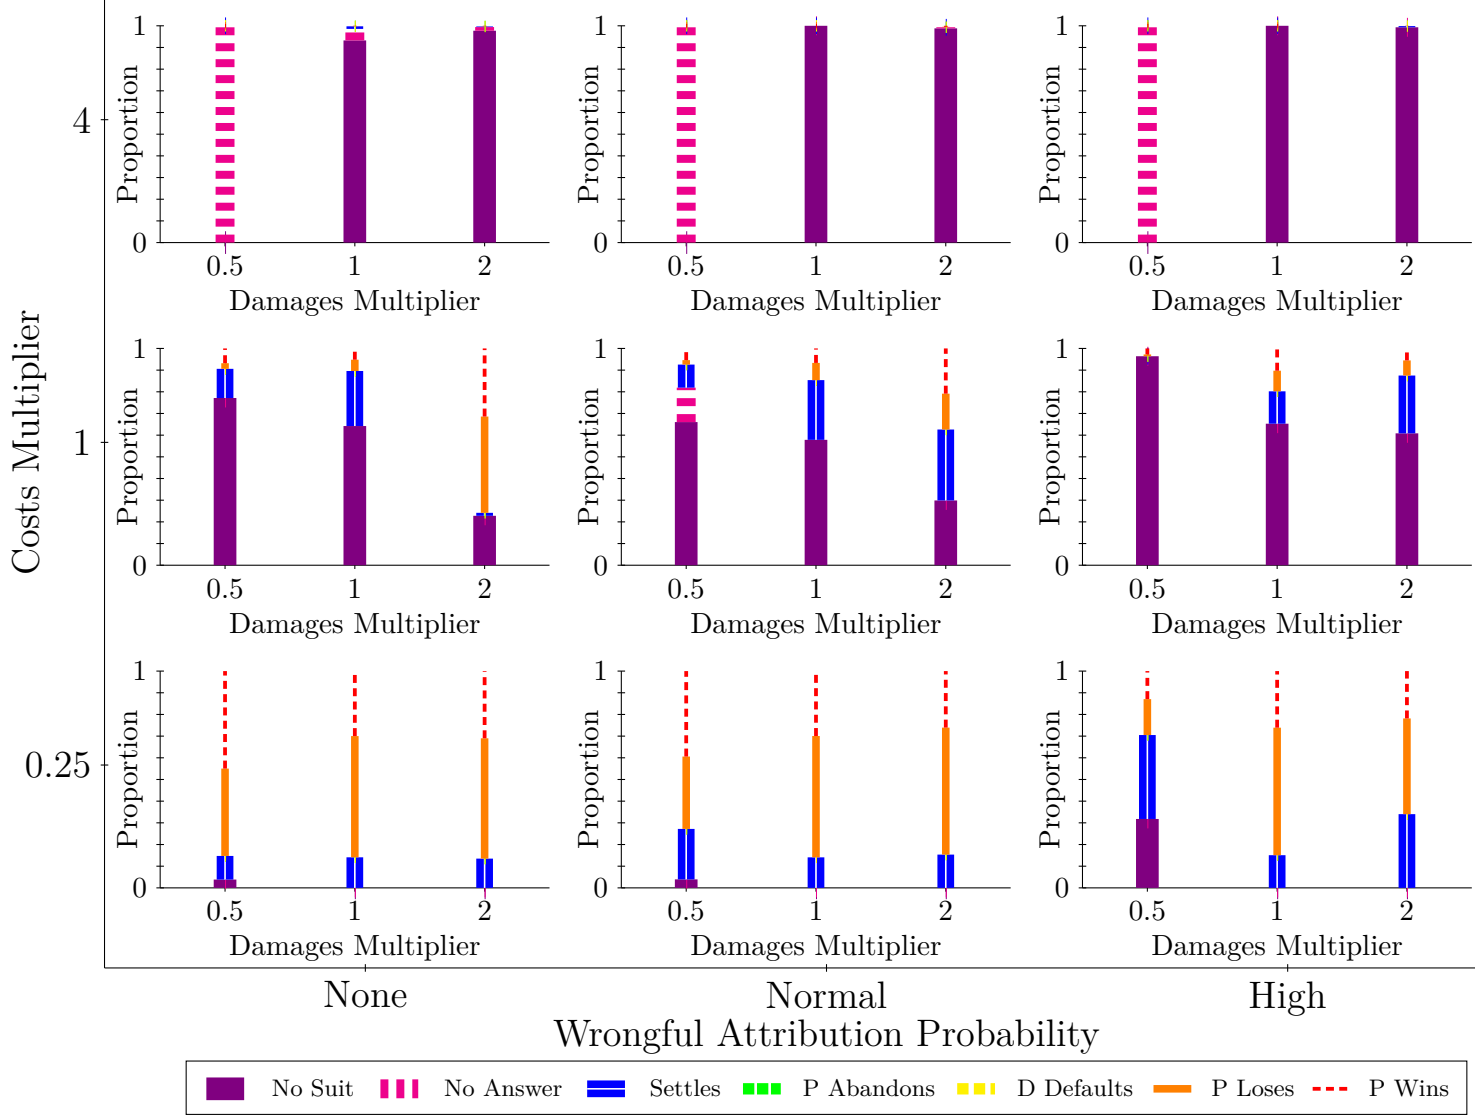 1
Proportion
0
0.5 1 2
Damages Multiplier
1
Proportion
0
0.5 1 2
Damages Multiplier
1
Proportion
0
0.5 1 2
Damages Multiplier
4
1
Proportion
0
0.5 1 2
Damages Multiplier
1
Proportion
0
0.5 1 2
Damages Multiplier
1
Proportion
0
0.5 1 2
Damages Multiplier
1
Costs Multiplier
1
Proportion
0
0.5 1 2
Damages Multiplier
1
Proportion
0
0.5 1 2
Damages Multiplier
1
Proportion
0
0.5 1 2
Damages Multiplier
0.25
None Normal High
Wrongful Attribution Probability
No Suit No Answer Settles P Abandons D Defaults P Loses P Wins